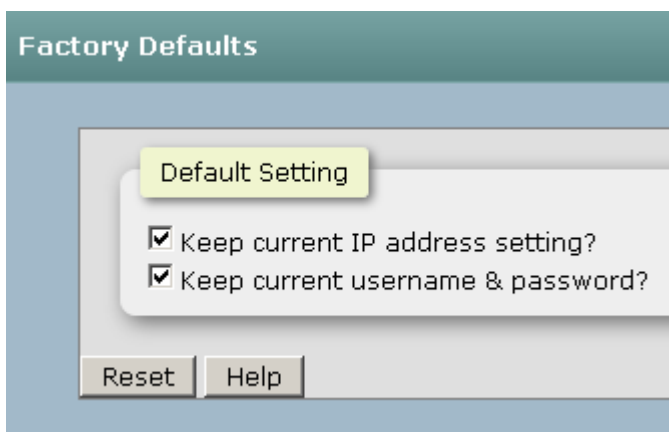 Factory Defaults
Default Setting
Keep current IP address setting?
Keep current username & password?
Reset Help